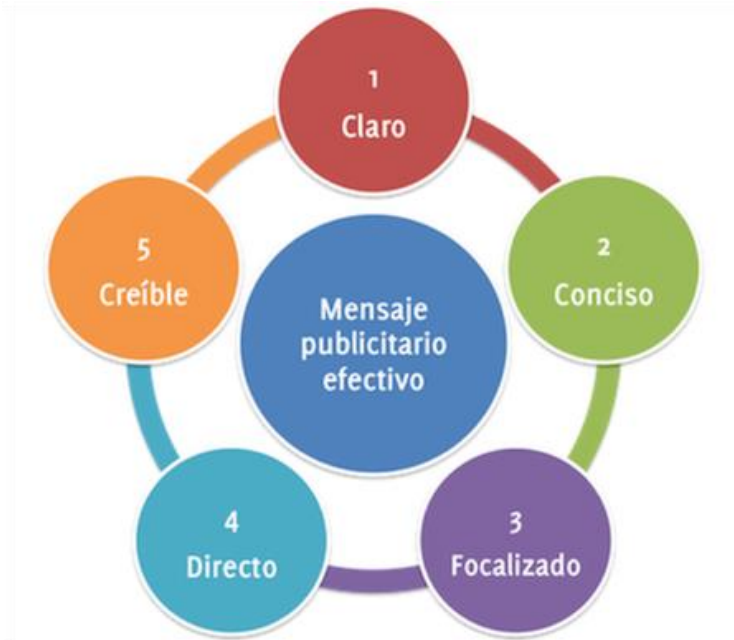 1
Claro
2
Conciso
3
Focalizado
4
Directo
5
Creíble
Mensaje
publicitario
efectivo